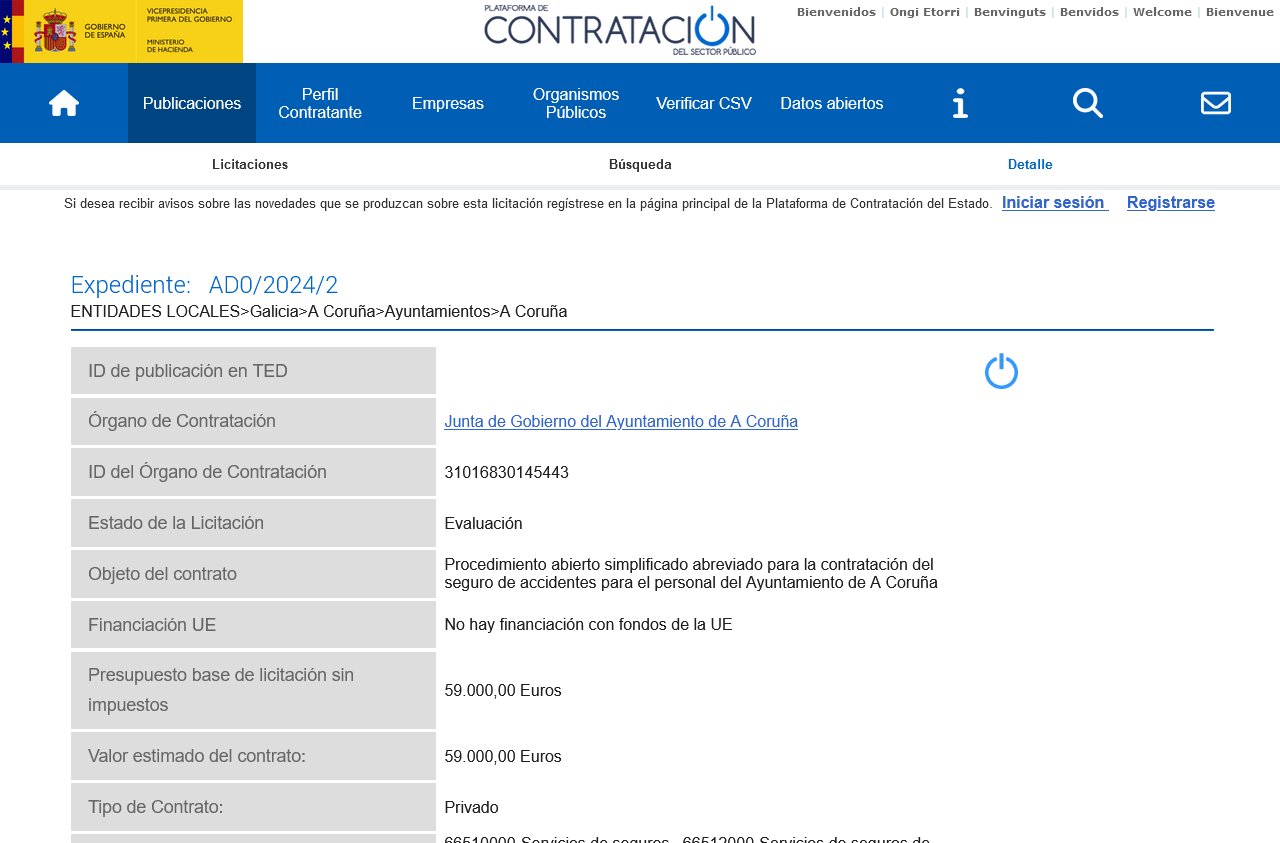 GOBIERNO
DE ESPAÑA
VICEPRESIDENCIA
PRIMERA DEL GOBIERNO
MINISTERIO
DE HACIENDA
PLATAFORMA DE
CONTRATACIÓN
DEL SECTOR PÚBLICO
Bienvenidos | Ongi Etorri | Benvinguts | Benvidos | Welcome | Bienvenue
Publicaciones
Perfil
Contratante
Empresas
Organismos
Públicos
Verificar CSV
Datos abiertos
Licitaciones
Búsqueda
Detalle
Si desea recibir avisos sobre las novedades que se produzcan sobre esta licitación regístrese en la página principal de la Plataforma de Contratación del Estado. Iniciar sesión Registrarse
Expediente: AD0/2024/2
ENTIDADES LOCALES>Galicia>A Coruña>Ayuntamientos>A Coruña
ID de publicación en TED
Órgano de Contratación
Junta de Gobierno del Ayuntamiento de A Coruña
ID del Órgano de Contratación
31016830145443
Estado de la Licitación
Evaluación
Objeto del contrato
Procedimiento abierto simplificado abreviado para la contratación del
seguro de accidentes para el personal del Ayuntamiento de A Coruña
Financiación UE
No hay financiación con fondos de la UE
Presupuesto base de licitación sin
impuestos
59.000,00 Euros
Valor estimado del contrato:
59.000,00 Euros
Tipo de Contrato:
Privado
66510000-Servicios de seguros., 66512000-Servicios de seguros de